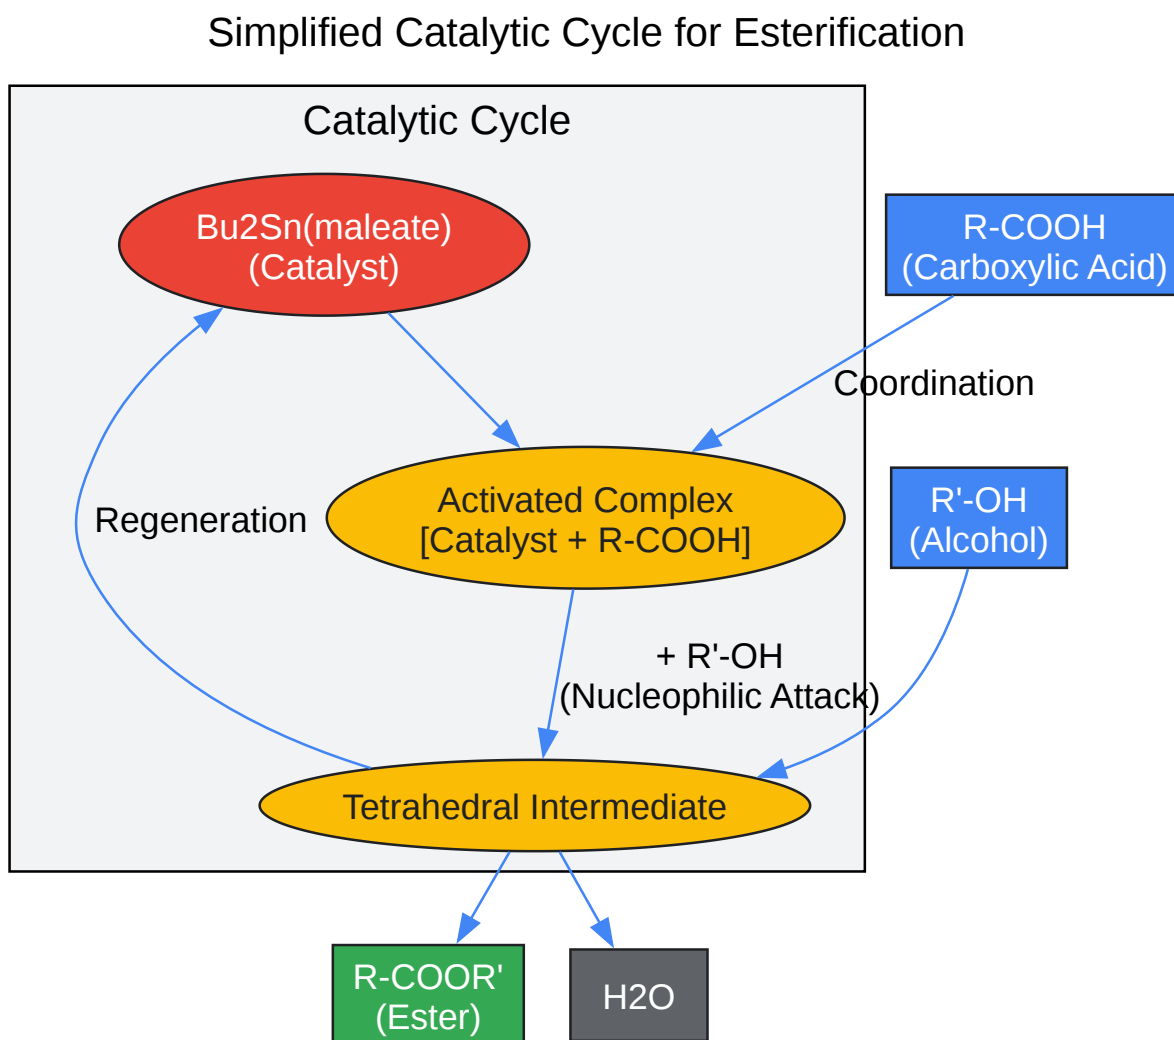 Simplified Catalytic Cycle for Esterification
Catalytic Cycle
Bu2Sn(maleate)
(Catalyst)
R-COOH
(Carboxylic Acid)
Coordination
Activated Complex
[Catalyst + R-COOH]
R'-OH
(Alcohol)
Regeneration
+ R'-OH
(Nucleophilic Attack)
Tetrahedral Intermediate
R-COOR'
(Ester)
H2O